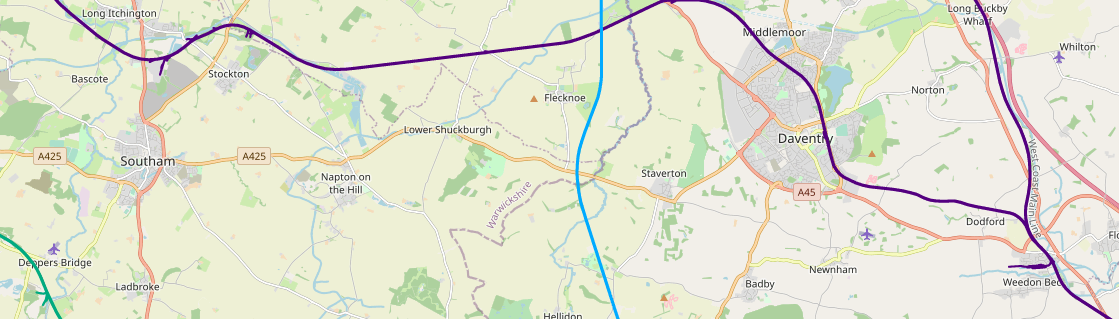 Long Itchington
Long Buckby
Wharf
Middlemoor
Whilton
Stockton
Bascote
Norton
Flecknoe
Lower Shuckburgh
Daventry
A425
Southam
A425
Staverton
Napton on
the Hill
West Coast Main Line
A45
Warwickshire
Dodford
Deppers Bridge
Newnham
Ladbroke
Badby
Weedon Bec
Hellidon